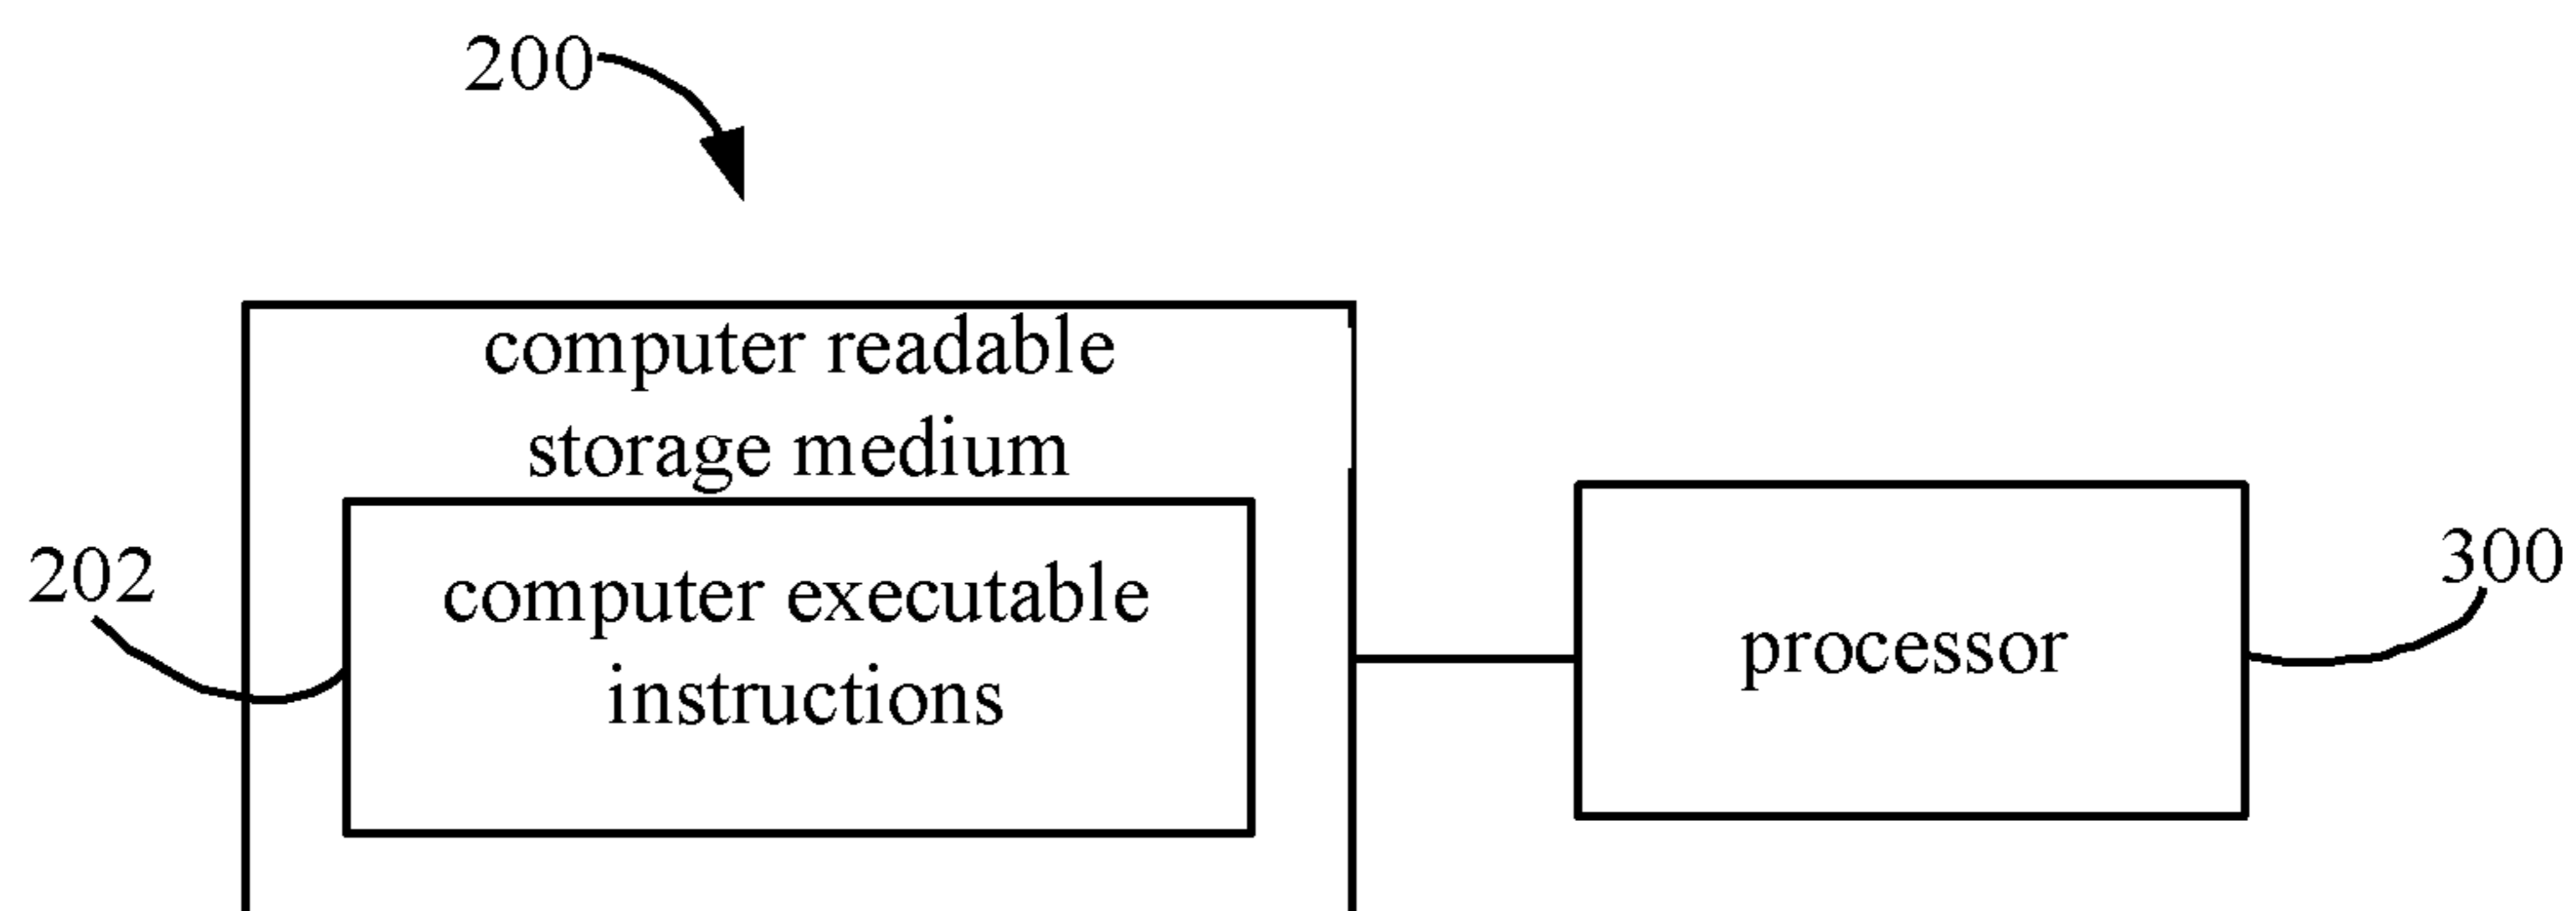 200
computer readable
storage medium
202
computer executable
instructions
processor
300